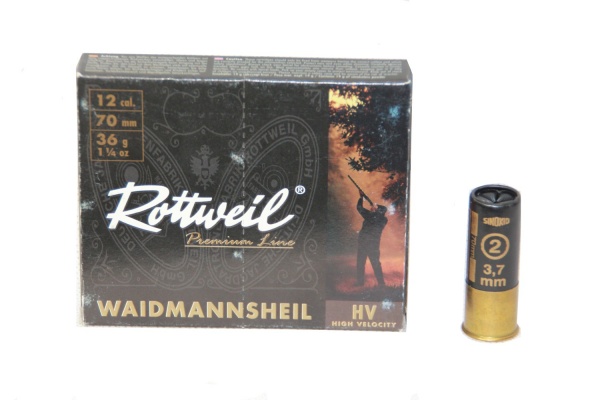 12 cal.
70 mm
36 g
1 ¼ oz
Rottweil®
Premium Line
WAIDMANNSHEIL
HV
HIGH VELOCITY
2
3,7
mm